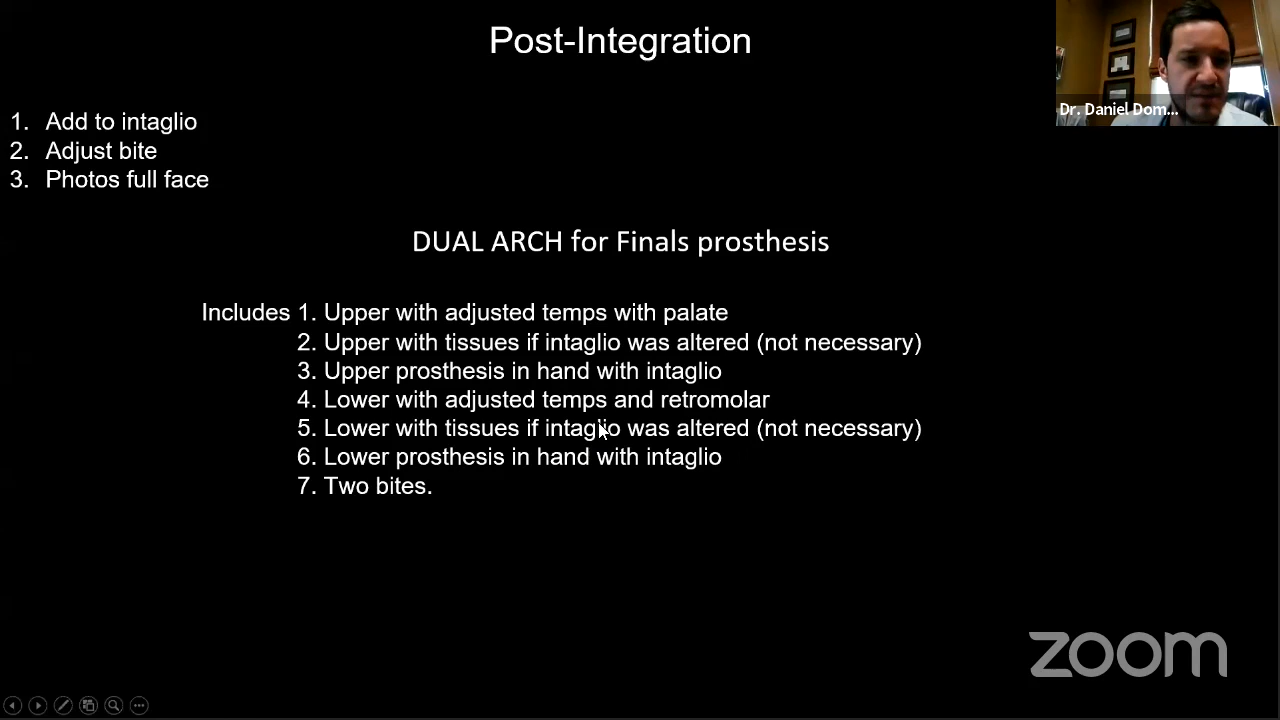 Post-Integration
Dr. Daniel Dom...
1. Add to intaglio
2. Adjust bite
3. Photos full face
DUAL ARCH for Finals prosthesis
Includes 1. Upper with adjusted temps with palate
2. Upper with tissues if intaglio was altered (not necessary)
3. Upper prosthesis in hand with intaglio
4. Lower with adjusted temps and retromolar
5. Lower with tissues if intaglio was altered (not necessary)
6. Lower prosthesis in hand with intaglio
7. Two bites.
zoom